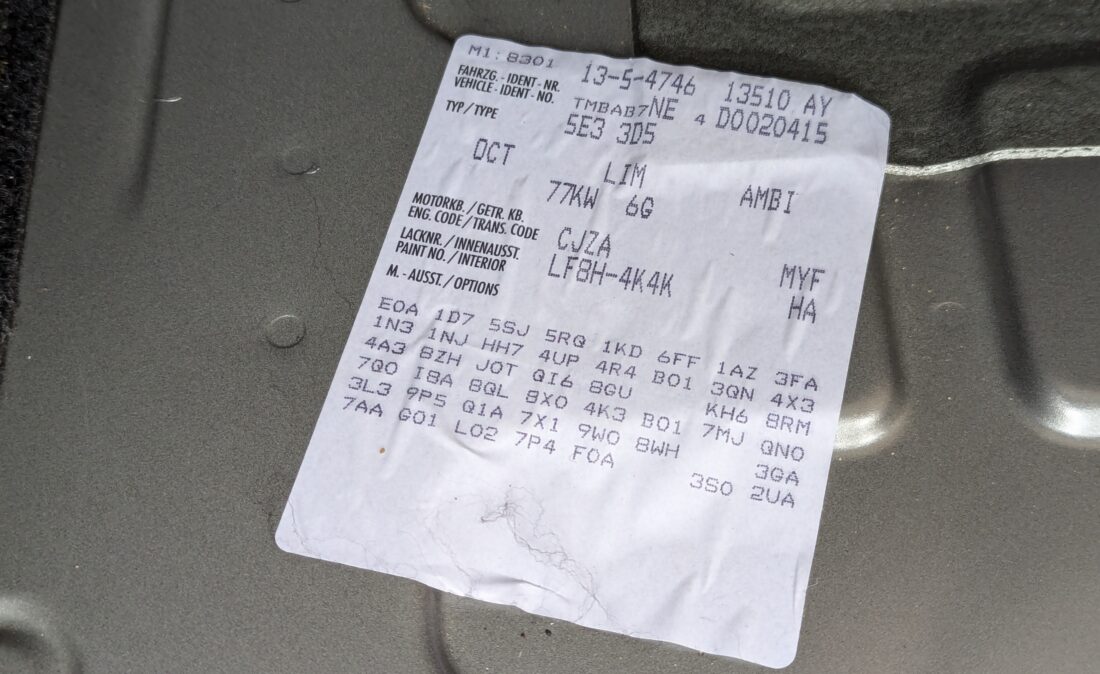 M1:8301 13-5-4746 13510 AY
FAHRZG.-IDENT-NR.
VEHICLE-IDENT-NO. TMBAB7NE 4 D0020415
TYP / TYPE 5E3 3D5
OCT LIM AMBI
77KW 6G
MOTORKB. / GETR. KB.
ENG. CODE / TRANS. CODE CJZA MYF
LACKNR. / INNENAUSST.
PAINT NO. / INTERIOR LF8H-4K4K HA
M. - AUSST. / OPTIONS
E0A 1D7 5SJ 5RQ 1KD 6FF 1AZ 3FA
1N3 1NJ HH7 4UP 4R4 B01 3QN 4X3
4A3 8ZH J0T QI6 8GU KH6 8RM
7Q0 I8A 8QL 8X0 4K3 B01 7MJ QN0
3L3 9P5 Q1A 7X1 9W0 8WH 3GA
7AA G01 L02 7P4 F0A 3S0 2UA